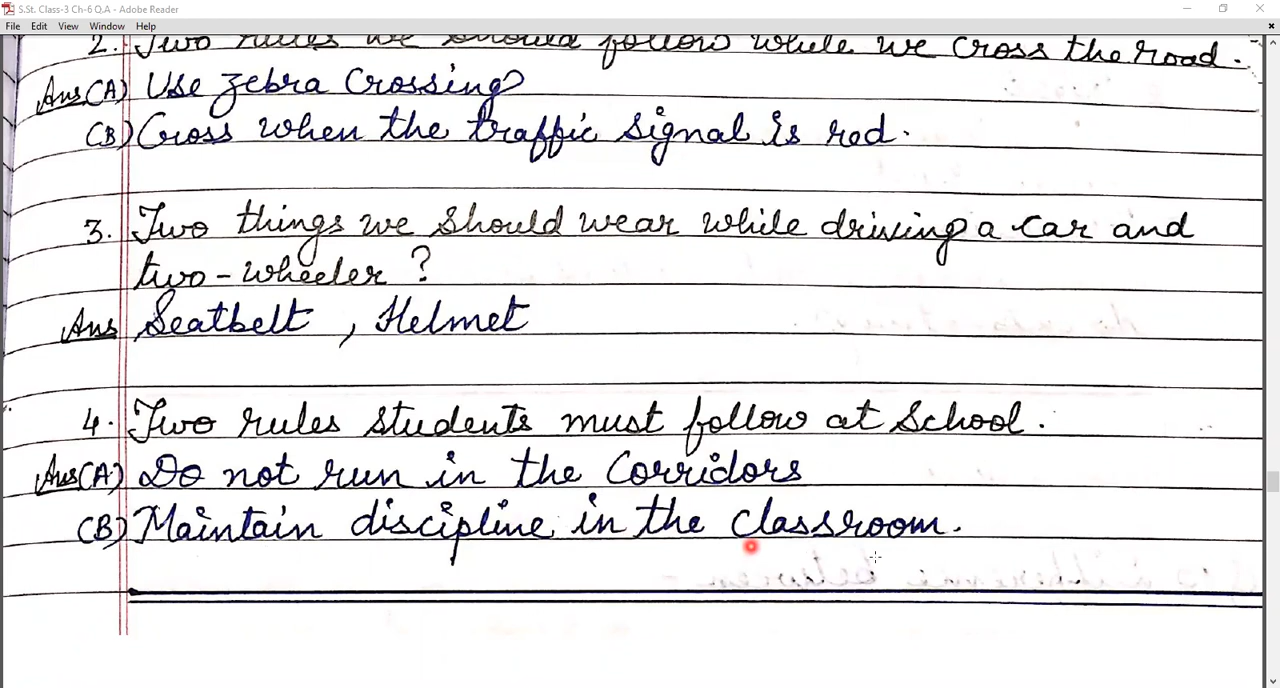 S.St. Class-3 Ch-6 Q.A - Adobe Reader
File Edit View Window Help
2. Two rules we should follow while we cross the road.
Ans(A) Use zebra Crossing
(B) Cross when the traffic signal is red.
3. Two things we should wear while driving a car and
two-wheeler ?
Ans Seatbelt , Helmet
4. Two rules students must follow at School.
Ans(A) Do not run in the Corridors
(B) Maintain discipline in the classroom.